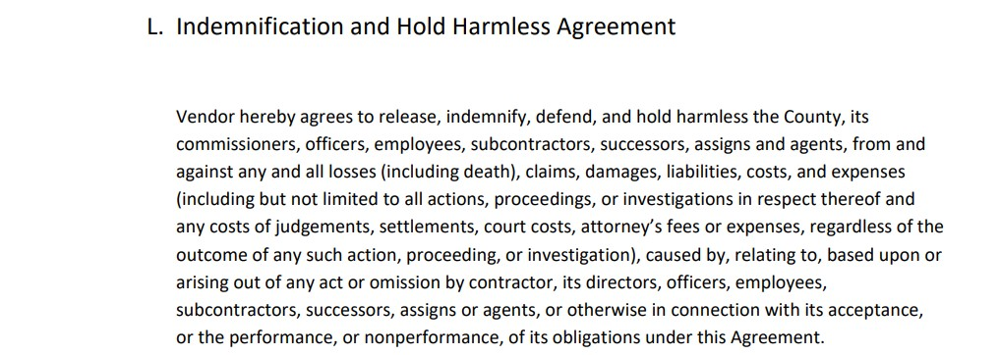 L. Indemnification and Hold Harmless Agreement
Vendor hereby agrees to release, indemnify, defend, and hold harmless the County, its
commissioners, officers, employees, subcontractors, successors, assigns and agents, from and
against any and all losses (including death), claims, damages, liabilities, costs, and expenses
(including but not limited to all actions, proceedings, or investigations in respect thereof and
any costs of judgements, settlements, court costs, attorney’s fees or expenses, regardless of the
outcome of any such action, proceeding, or investigation), caused by, relating to, based upon or
arising out of any act or omission by contractor, its directors, officers, employees,
subcontractors, successors, assigns or agents, or otherwise in connection with its acceptance,
or the performance, or nonperformance, of its obligations under this Agreement.